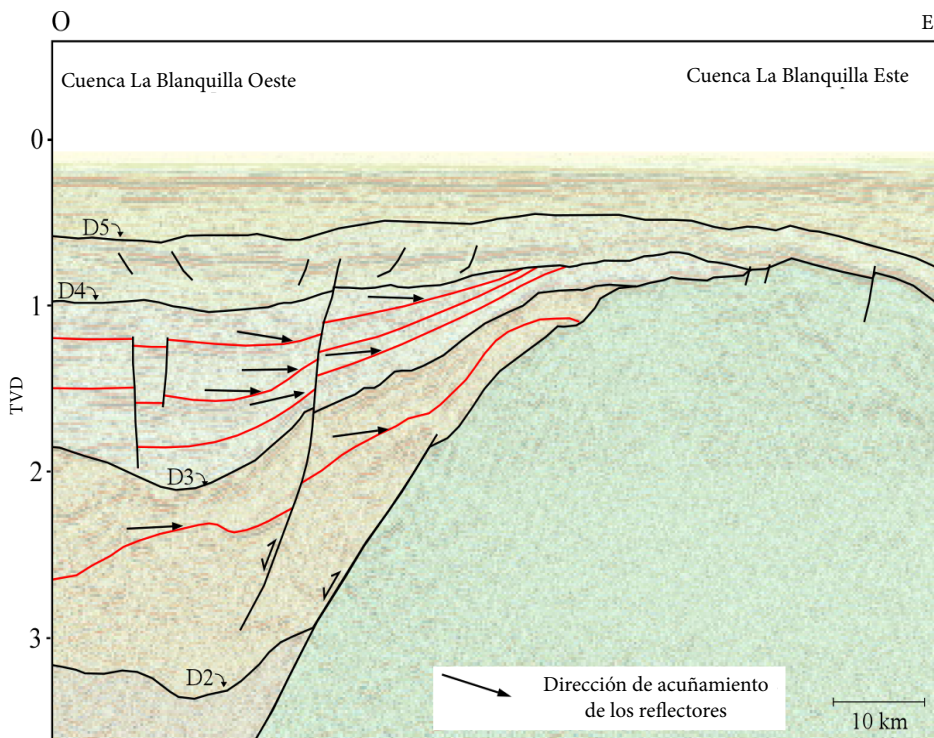 O E
Cuenca La Blanquilla Oeste
Cuenca La Blanquilla Este
0
D5
D4
1
TVD
2
D3
3
D2
Dirección de acuñamiento
de los reflectores
10 km